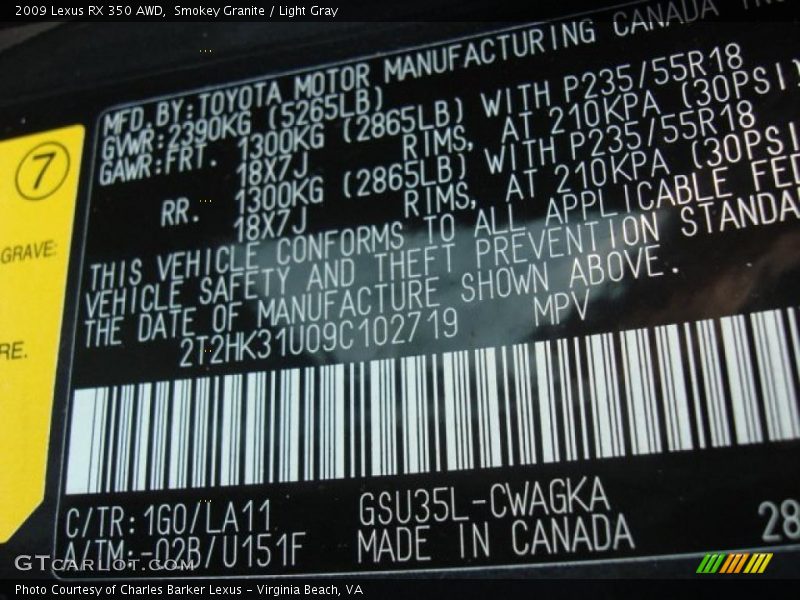 2009 Lexus RX 350 AWD, Smokey Granite / Light Gray
MFD.BY:TOYOTA MOTOR MANUFACTURING CANADA
GVWR:2390KG (5265LB)
GAWR:FRT. 1300KG (2865LB) WITH P235/55R18
18X7J RIMS, AT 210KPA (30PSI)
RR. 1300KG (2865LB) WITH P235/55R18
18X7J RIMS, AT 210KPA (30PSI
THIS VEHICLE CONFORMS TO ALL APPLICABLE FED
VEHICLE SAFETY AND THEFT PREVENTION STANDA
THE DATE OF MANUFACTURE SHOWN ABOVE.
2T2HK31U09C102719 MPV
7
GRAVE:
RE.
C/TR:1G0/LA11 GSU35L-CWAGKA
A/TM:-02B/U151F MADE IN CANADA
28
GTCARLOT.COM
Photo Courtesy of Charles Barker Lexus - Virginia Beach, VA